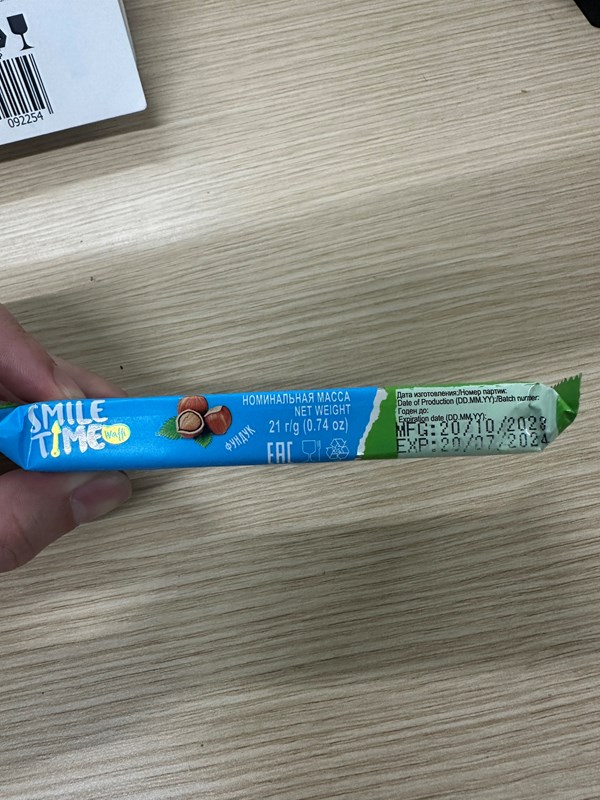 092254
SMILE
TIME
Waffi
ФУНДУК
НОМИНАЛЬНАЯ МАССА
NET WEIGHT
21 г/g (0.74 oz)
EAC
Дата изготовления:/Номер партии:
Date of Production (DD.MM.YY):/Batch number:
Годен до:
Expiration date (DD.MM.YY):
MFG:20/10/2023
EXP:20/07/2024